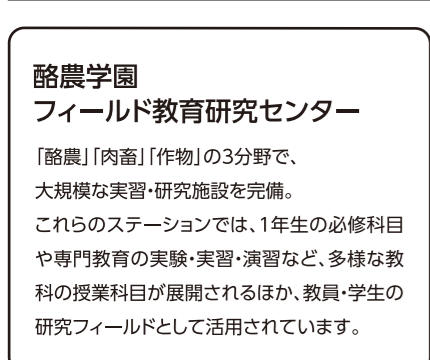 酪農学園
フィールド教育研究センター
「酪農」「肉畜」「作物」の3分野で、
大規模な実習・研究施設を完備。
これらのステーションでは、1年生の必修科目
や専門教育の実験・実習・演習など、多様な教
科の授業科目が展開されるほか、教員・学生の
研究フィールドとして活用されています。